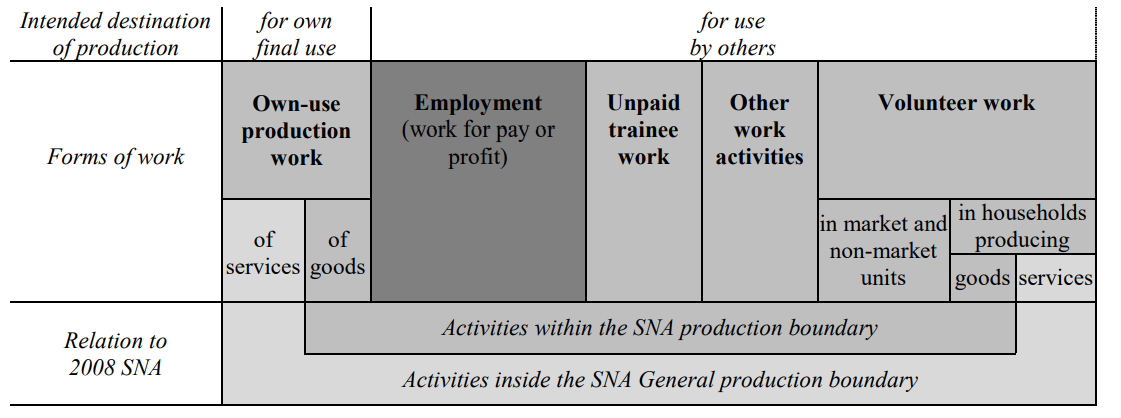 Intended destination
of production
for own
final use
for use
by others
Forms of work
Own-use
production
work
Employment
(work for pay or
profit)
Unpaid
trainee
work
Other
work
activities
Volunteer work
of
services
of
goods
in market and
non-market
units
in households
producing
goods
services
Relation to
2008 SNA
Activities within the SNA production boundary
Activities inside the SNA General production boundary